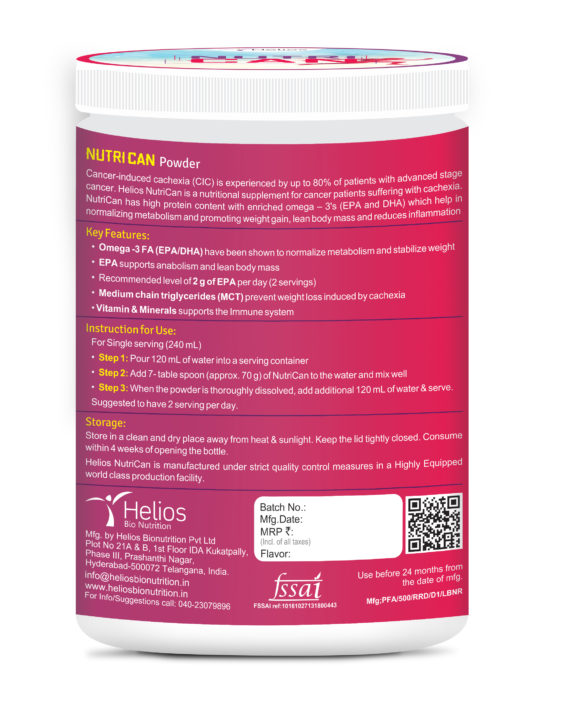 Helios
NUTRI
CAN
NUTRICAN Powder
Cancer-induced cachexia (CIC) is experienced by up to 80% of patients with advanced stage
cancer. Helios NutriCan is a nutritional supplement for cancer patients suffering with cachexia.
NutriCan has high protein content with enriched omega – 3's (EPA and DHA) which help in
normalizing metabolism and promoting weight gain, lean body mass and reduces inflammation
Key Features:
• Omega -3 FA (EPA/DHA) have been shown to normalize metabolism and stabilize weight
• EPA supports anabolism and lean body mass
• Recommended level of 2 g of EPA per day (2 servings)
• Medium chain triglycerides (MCT) prevent weight loss induced by cachexia
• Vitamin & Minerals supports the Immune system
Instruction for Use:
For Single serving (240 mL)
• Step 1: Pour 120 mL of water into a serving container
• Step 2: Add 7- table spoon (approx. 70 g) of NutriCan to the water and mix well
• Step 3: When the powder is thoroughly dissolved, add additional 120 mL of water & serve.
Suggested to have 2 serving per day.
Storage:
Store in a clean and dry place away from heat & sunlight. Keep the lid tightly closed. Consume
within 4 weeks of opening the bottle.
Helios NutriCan is manufactured under strict quality control measures in a Highly Equipped
world class production facility.
Helios
Bio Nutrition
Mfg. by Helios Bionutrition Pvt Ltd
Plot No 21A & B, 1st Floor IDA Kukatpally,
Phase III, Prashanthi Nagar,
Hyderabad-500072 Telangana, India.
info@heliosbionutrition.in
www.heliosbionutrition.in
For Info/Suggestions call: 040-23079896
Batch No.:
Mfg.Date:
MRP ₹:
(Incl. of all taxes)
Flavor:
fssai
FSSAI ref:10161027131800443
Use before 24 months from
the date of mfg.
Mfg:PFA/500/RRD/D1/LBNR